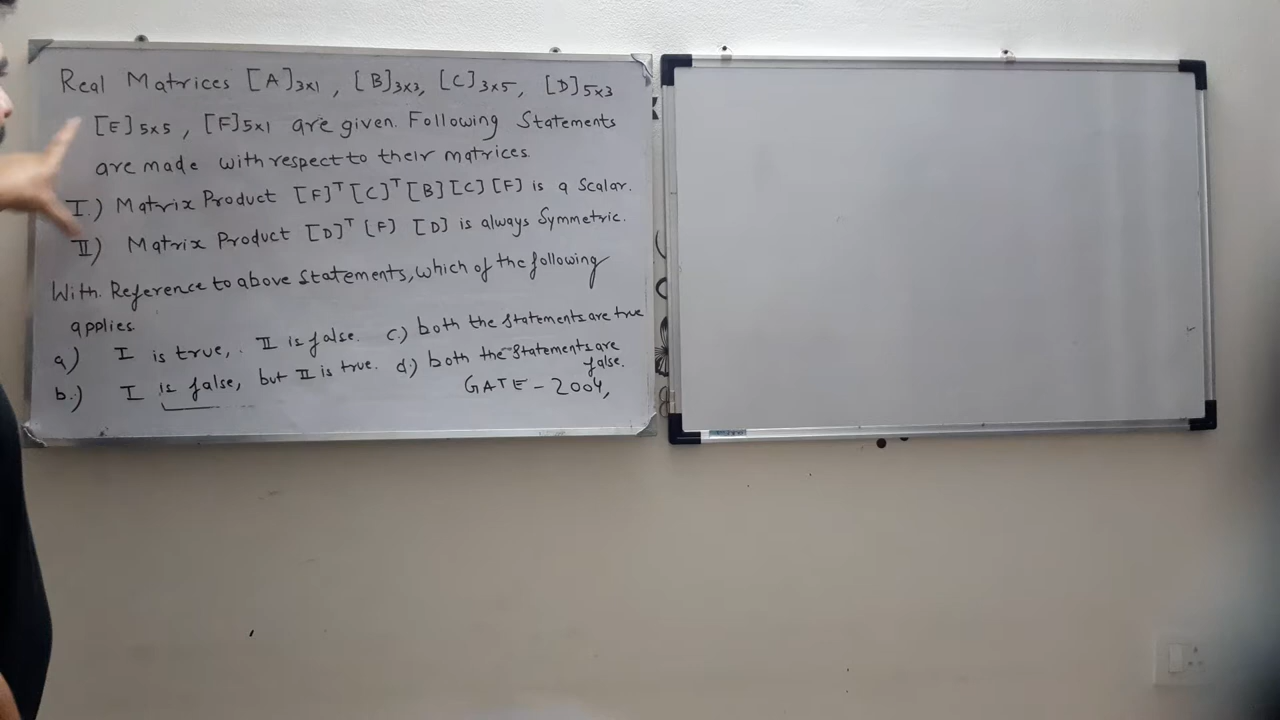 Real Matrices [A]3x1, [B]3x3, [C]3x5, [D]5x3
[E]5x5, [F]5x1 are given. Following Statements
are made with respect to their matrices.
I.) Matrix Product [F]ᵀ[C]ᵀ[B][C][F] is a Scalar.
II) Matrix Product [D]ᵀ[F] [D] is always Symmetric.
With. Reference to above statements, which of the following
applies.
a) I is true,. II is false. c.) both the statements are true
b.) I is false, but II is true. d.) both the statements are false.
GATE - 2004,